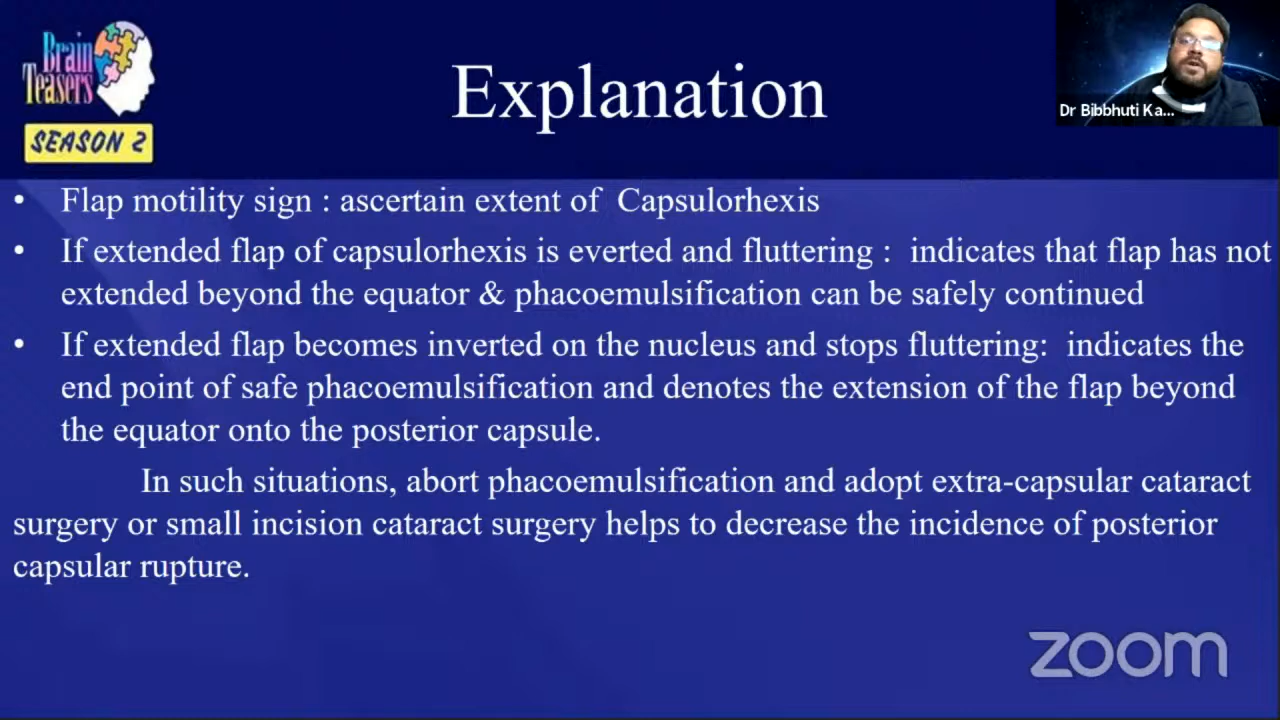 Brain
Teasers
SEASON 2
Explanation
Dr Bibbhuti Ka...
• Flap motility sign : ascertain extent of Capsulorhexis
• If extended flap of capsulorhexis is everted and fluttering : indicates that flap has not
extended beyond the equator & phacoemulsification can be safely continued
• If extended flap becomes inverted on the nucleus and stops fluttering: indicates the
end point of safe phacoemulsification and denotes the extension of the flap beyond
the equator onto the posterior capsule.
In such situations, abort phacoemulsification and adopt extra-capsular cataract
surgery or small incision cataract surgery helps to decrease the incidence of posterior
capsular rupture.
zoom